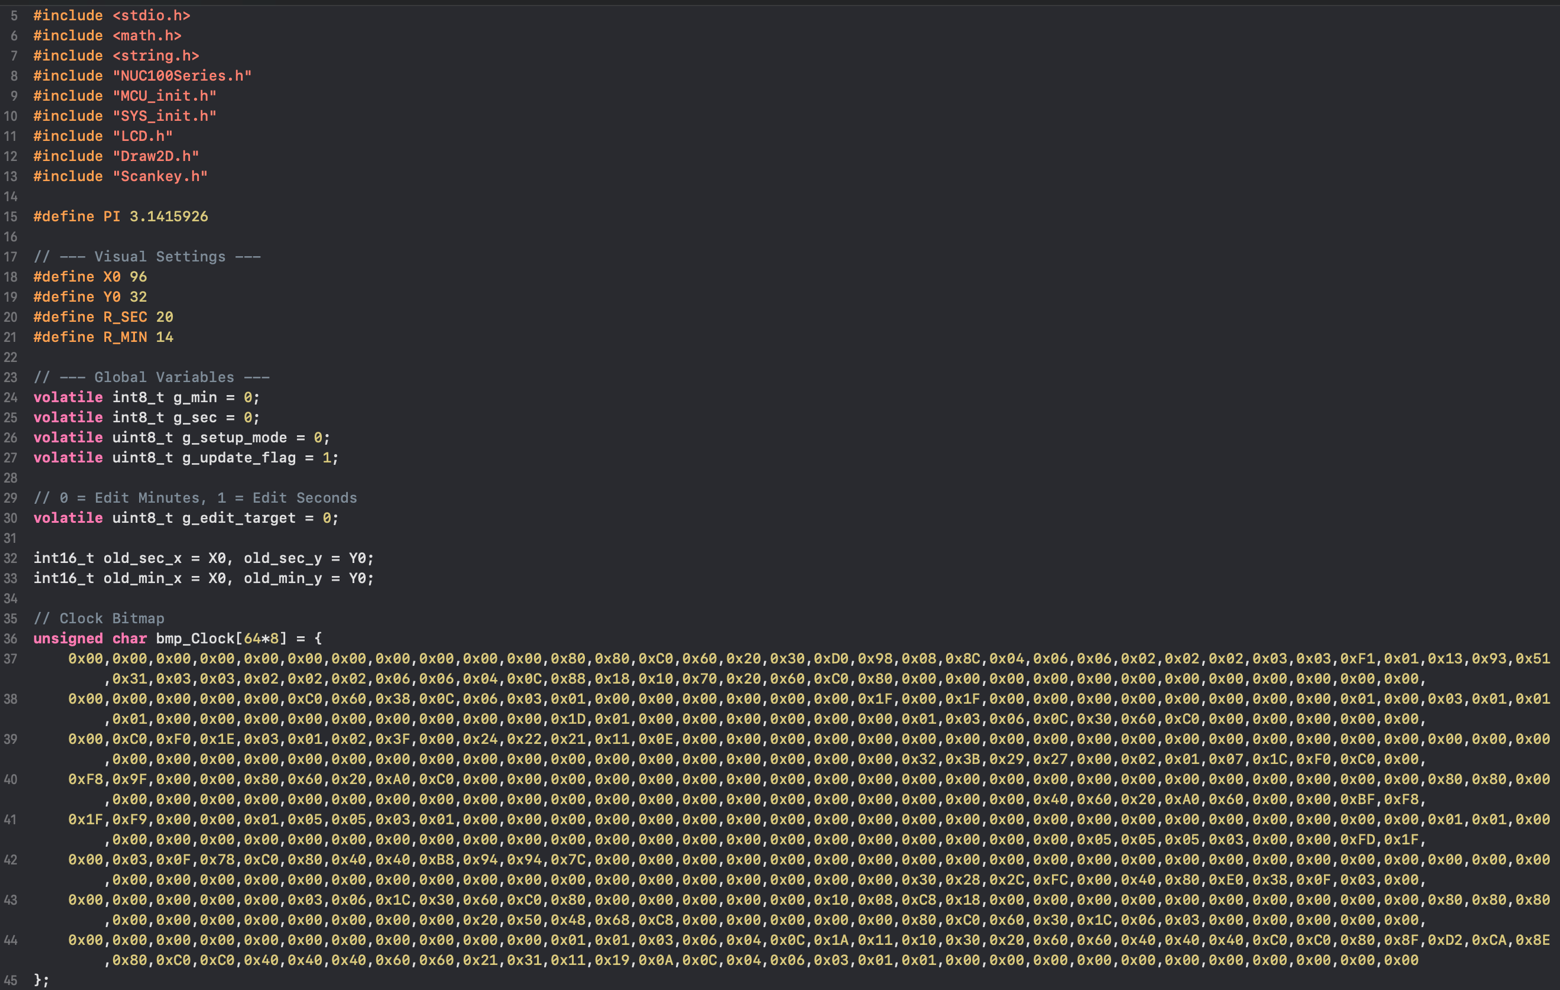 5 #include <stdio.h>
6 #include <math.h>
7 #include <string.h>
8 #include "NUC100Series.h"
9 #include "MCU_init.h"
10 #include "SYS_init.h"
11 #include "LCD.h"
12 #include "Draw2D.h"
13 #include "Scankey.h"
14
15 #define PI 3.1415926
16
17 // --- Visual Settings ---
18 #define X0 96
19 #define Y0 32
20 #define R_SEC 20
21 #define R_MIN 14
22
23 // --- Global Variables ---
24 volatile int8_t g_min = 0;
25 volatile int8_t g_sec = 0;
26 volatile uint8_t g_setup_mode = 0;
27 volatile uint8_t g_update_flag = 1;
28
29 // 0 = Edit Minutes, 1 = Edit Seconds
30 volatile uint8_t g_edit_target = 0;
31
32 int16_t old_sec_x = X0, old_sec_y = Y0;
33 int16_t old_min_x = X0, old_min_y = Y0;
34
35 // Clock Bitmap
36 unsigned char bmp_Clock[64*8] = {
37 0x00,0x00,0x00,0x00,0x00,0x00,0x00,0x00,0x00,0x00,0x00,0x80,0x80,0xC0,0x60,0x20,0x30,0xD0,0x98,0x08,0x8C,0x04,0x06,0x06,0x02,0x02,0x02,0x03,0x03,0xF1,0x01,0x13,0x93,0x51
,0x31,0x03,0x03,0x02,0x02,0x02,0x06,0x06,0x04,0x0C,0x88,0x18,0x10,0x70,0x20,0x60,0xC0,0x80,0x00,0x00,0x00,0x00,0x00,0x00,0x00,0x00,0x00,0x00,0x00,0x00,
38 0x00,0x00,0x00,0x00,0x00,0xC0,0x60,0x38,0x0C,0x06,0x03,0x01,0x00,0x00,0x00,0x00,0x00,0x00,0x1F,0x00,0x1F,0x00,0x00,0x00,0x00,0x00,0x00,0x00,0x00,0x01,0x00,0x03,0x01,0x01
,0x01,0x00,0x00,0x00,0x00,0x00,0x00,0x00,0x00,0x00,0x1D,0x01,0x00,0x00,0x00,0x00,0x00,0x00,0x01,0x03,0x06,0x0C,0x30,0x60,0xC0,0x00,0x00,0x00,0x00,0x00,
39 0x00,0xC0,0xF0,0x1E,0x03,0x01,0x02,0x3F,0x00,0x24,0x22,0x21,0x11,0x0E,0x00,0x00,0x00,0x00,0x00,0x00,0x00,0x00,0x00,0x00,0x00,0x00,0x00,0x00,0x00,0x00,0x00,0x00,0x00,0x00
,0x00,0x00,0x00,0x00,0x00,0x00,0x00,0x00,0x00,0x00,0x00,0x00,0x00,0x00,0x00,0x00,0x00,0x00,0x32,0x3B,0x29,0x27,0x00,0x02,0x01,0x07,0x1C,0xF0,0xC0,0x00,
40 0xF8,0x9F,0x00,0x00,0x80,0x60,0x20,0xA0,0xC0,0x00,0x00,0x00,0x00,0x00,0x00,0x00,0x00,0x00,0x00,0x00,0x00,0x00,0x00,0x00,0x00,0x00,0x00,0x00,0x00,0x00,0x00,0x80,0x80,0x00
,0x00,0x00,0x00,0x00,0x00,0x00,0x00,0x00,0x00,0x00,0x00,0x00,0x00,0x00,0x00,0x00,0x00,0x00,0x00,0x00,0x00,0x40,0x60,0x20,0xA0,0x60,0x00,0x00,0xBF,0xF8,
41 0x1F,0xF9,0x00,0x00,0x01,0x05,0x05,0x03,0x01,0x00,0x00,0x00,0x00,0x00,0x00,0x00,0x00,0x00,0x00,0x00,0x00,0x00,0x00,0x00,0x00,0x00,0x00,0x00,0x00,0x00,0x00,0x01,0x01,0x00
,0x00,0x00,0x00,0x00,0x00,0x00,0x00,0x00,0x00,0x00,0x00,0x00,0x00,0x00,0x00,0x00,0x00,0x00,0x00,0x00,0x00,0x00,0x05,0x05,0x05,0x03,0x00,0x00,0xFD,0x1F,
42 0x00,0x03,0x0F,0x78,0xC0,0x80,0x40,0x40,0xB8,0x94,0x94,0x7C,0x00,0x00,0x00,0x00,0x00,0x00,0x00,0x00,0x00,0x00,0x00,0x00,0x00,0x00,0x00,0x00,0x00,0x00,0x00,0x00,0x00,0x00
,0x00,0x00,0x00,0x00,0x00,0x00,0x00,0x00,0x00,0x00,0x00,0x00,0x00,0x00,0x00,0x00,0x00,0x00,0x30,0x28,0x2C,0xFC,0x00,0x40,0x80,0xE0,0x38,0x0F,0x03,0x00,
43 0x00,0x00,0x00,0x00,0x00,0x03,0x06,0x1C,0x30,0x60,0xC0,0x80,0x00,0x00,0x00,0x00,0x00,0x10,0x08,0xC8,0x18,0x00,0x00,0x00,0x00,0x00,0x00,0x00,0x00,0x00,0x00,0x80,0x80,0x80
,0x00,0x00,0x00,0x00,0x00,0x00,0x00,0x00,0x20,0x50,0x48,0x68,0xC8,0x00,0x00,0x00,0x00,0x00,0x80,0xC0,0x60,0x30,0x1C,0x06,0x03,0x00,0x00,0x00,0x00,0x00,
44 0x00,0x00,0x00,0x00,0x00,0x00,0x00,0x00,0x00,0x00,0x00,0x01,0x01,0x03,0x06,0x04,0x0C,0x1A,0x11,0x10,0x30,0x20,0x60,0x60,0x40,0x40,0x40,0xC0,0xC0,0x80,0x8F,0xD2,0xCA,0x8E
,0x80,0xC0,0xC0,0x40,0x40,0x40,0x60,0x60,0x21,0x31,0x11,0x19,0x0A,0x0C,0x04,0x06,0x03,0x01,0x01,0x00,0x00,0x00,0x00,0x00,0x00,0x00,0x00,0x00,0x00,0x00
45 };